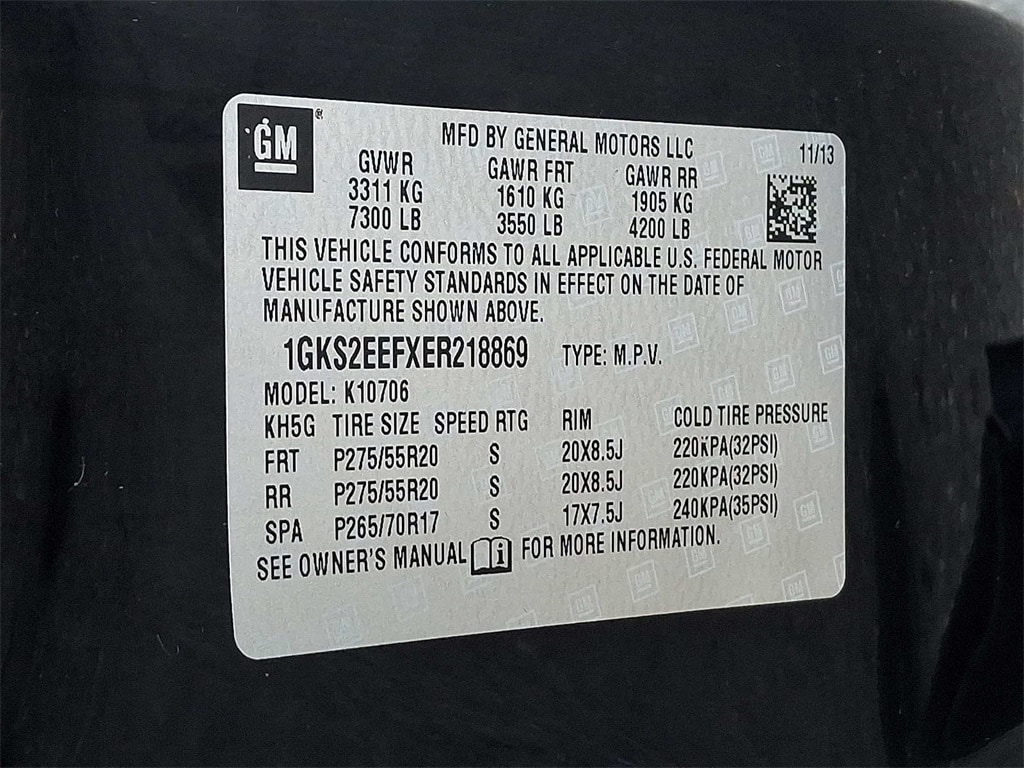 GM®
MFD BY GENERAL MOTORS LLC 11/13
GVWR GAWR FRT GAWR RR
3311 KG 1610 KG 1905 KG
7300 LB 3550 LB 4200 LB
THIS VEHICLE CONFORMS TO ALL APPLICABLE U.S. FEDERAL MOTOR
VEHICLE SAFETY STANDARDS IN EFFECT ON THE DATE OF
MANUFACTURE SHOWN ABOVE.
1GKS2EEFXER218869 TYPE: M.P.V.
MODEL: K10706
KH5G TIRE SIZE SPEED RTG RIM COLD TIRE PRESSURE
FRT P275/55R20 S 20X8.5J 220KPA(32PSI)
RR P275/55R20 S 20X8.5J 220KPA(32PSI)
SPA P265/70R17 S 17X7.5J 240KPA(35PSI)
SEE OWNER'S MANUAL i FOR MORE INFORMATION.